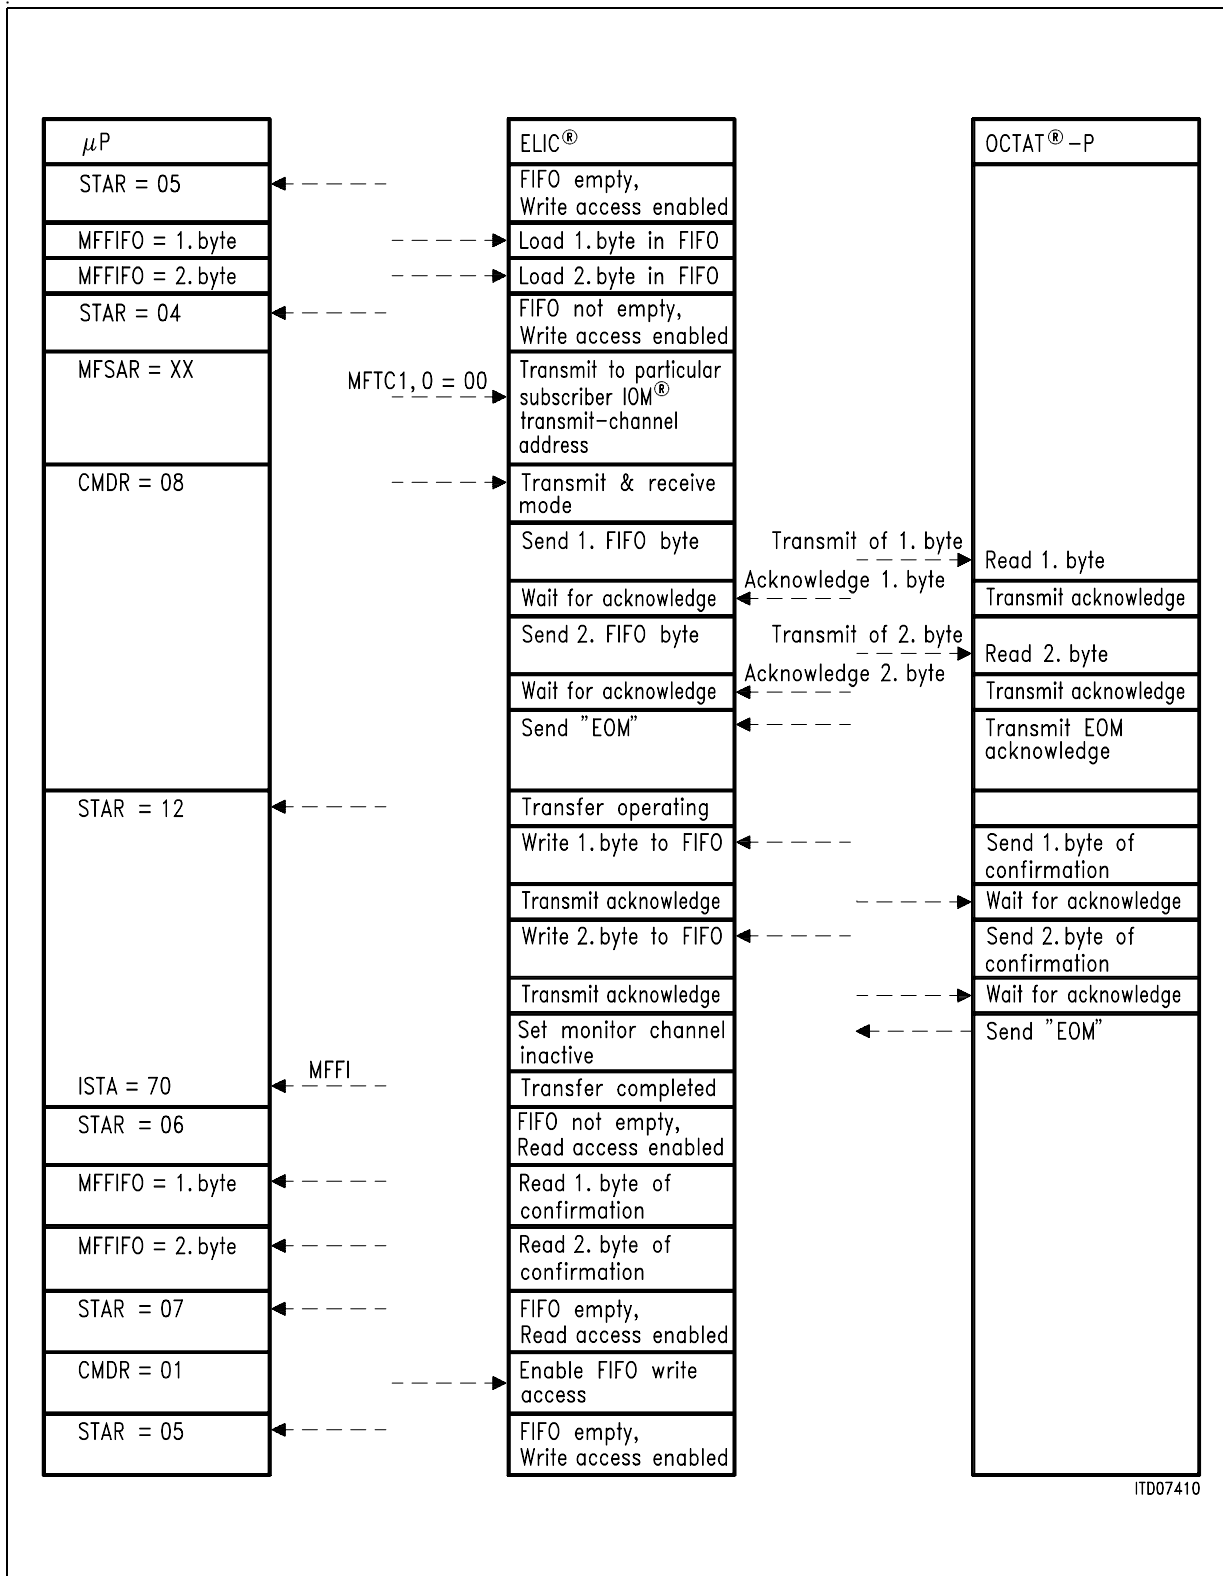 μP
ELIC®
OCTAT®-P
STAR = 05
FIFO empty,
Write access enabled
MFFIFO = 1.byte
Load 1.byte in FIFO
MFFIFO = 2.byte
Load 2.byte in FIFO
STAR = 04
FIFO not empty,
Write access enabled
MFSAR = XX
MFTC1,0 = 00
Transmit to particular
subscriber IOM®
transmit-channel
address
CMDR = 08
Transmit & receive
mode
Send 1. FIFO byte
Transmit of 1. byte
Read 1. byte
Acknowledge 1. byte
Wait for acknowledge
Transmit acknowledge
Send 2. FIFO byte
Transmit of 2. byte
Read 2. byte
Acknowledge 2. byte
Wait for acknowledge
Transmit acknowledge
Send "EOM"
Transmit EOM
acknowledge
STAR = 12
Transfer operating
Write 1.byte to FIFO
Send 1.byte of
confirmation
Transmit acknowledge
Wait for acknowledge
Write 2.byte to FIFO
Send 2.byte of
confirmation
Transmit acknowledge
Wait for acknowledge
Set monitor channel
inactive
Send "EOM"
ISTA = 70
MFFI
Transfer completed
STAR = 06
FIFO not empty,
Read access enabled
MFFIFO = 1.byte
Read 1. byte of
confirmation
MFFIFO = 2.byte
Read 2. byte of
confirmation
STAR = 07
FIFO empty,
Read access enabled
CMDR = 01
Enable FIFO write
access
STAR = 05
FIFO empty,
Write access enabled
ITD07410